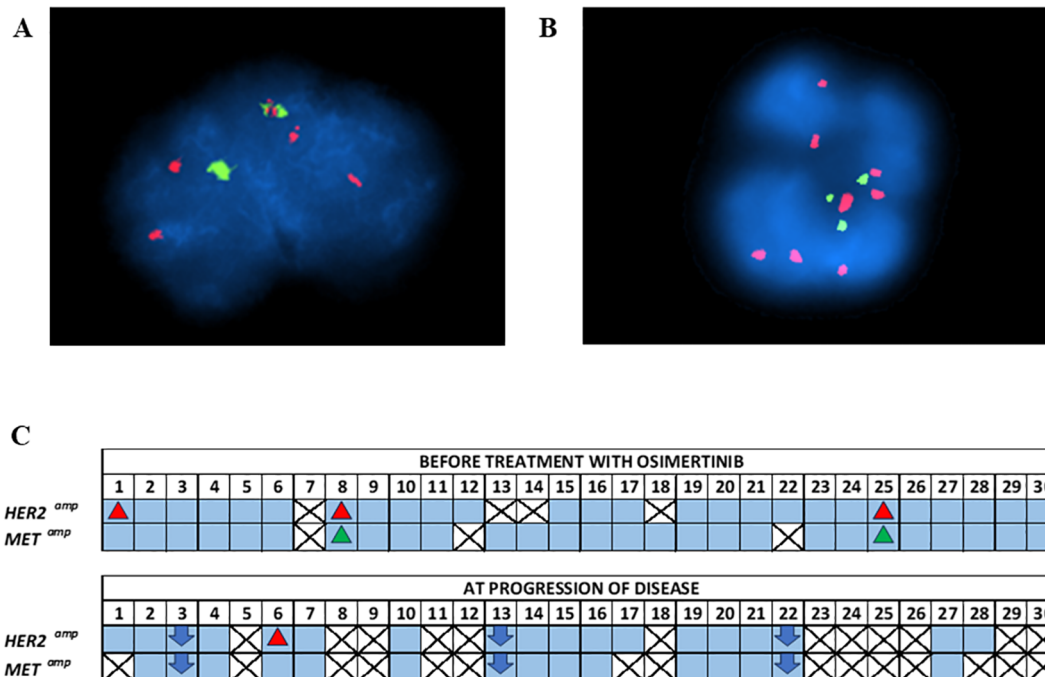 A
B
C
BEFORE TREATMENT WITH OSIMERTINIB
1 2 3 4 5 6 7 8 9 10 11 12 13 14 15 16 17 18 19 20 21 22 23 24 25 26 27 28 29
HER2 amp
MET amp
AT PROGRESSION OF DISEASE
1 2 3 4 5 6 7 8 9 10 11 12 13 14 15 16 17 18 19 20 21 22 23 24 25 26 27 28 29
HER2 amp
MET amp